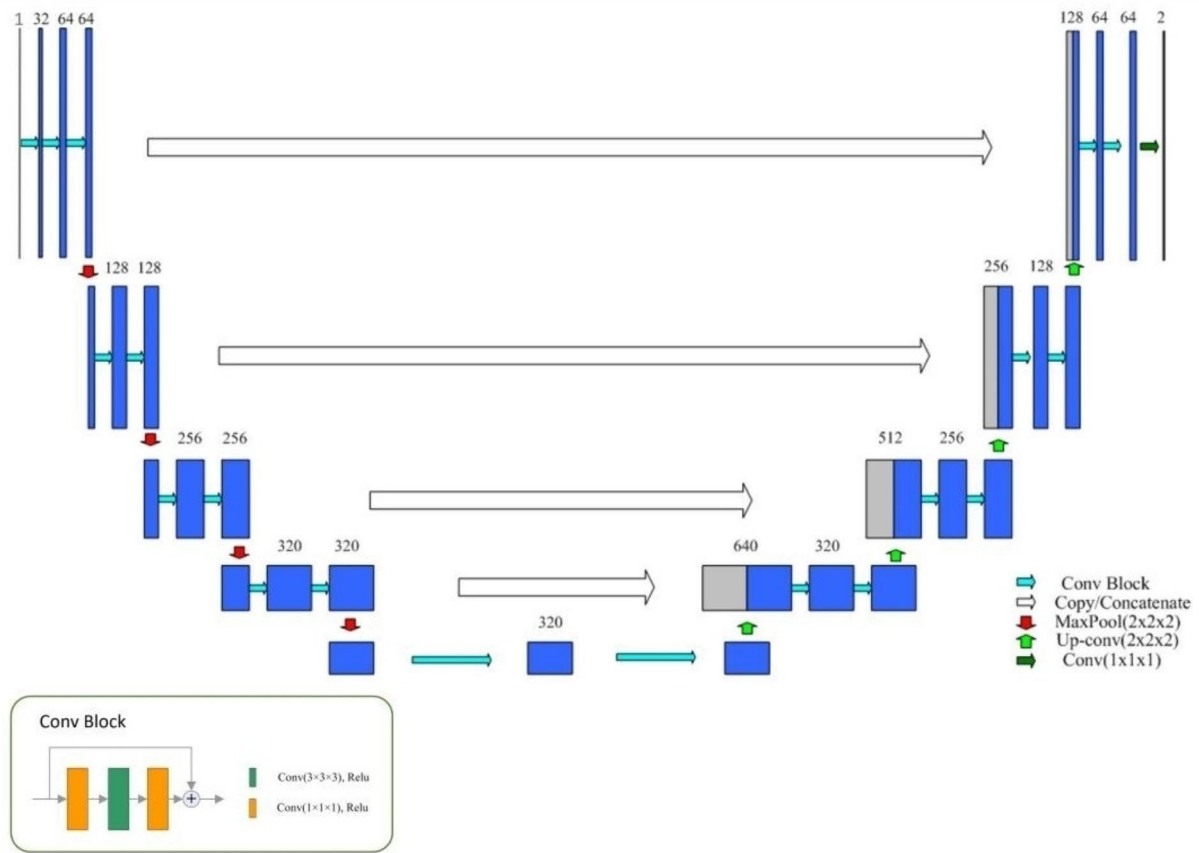 1 32 64 64
128 64 64 2
128 128
256 128
256 256
512 256
320 320
640 320
320
Conv Block
Copy/Concatenate
MaxPool(2x2x2)
Up-conv(2x2x2)
Conv(1x1x1)
Conv Block
Conv(3×3×3), Relu
Conv(1×1×1), Relu